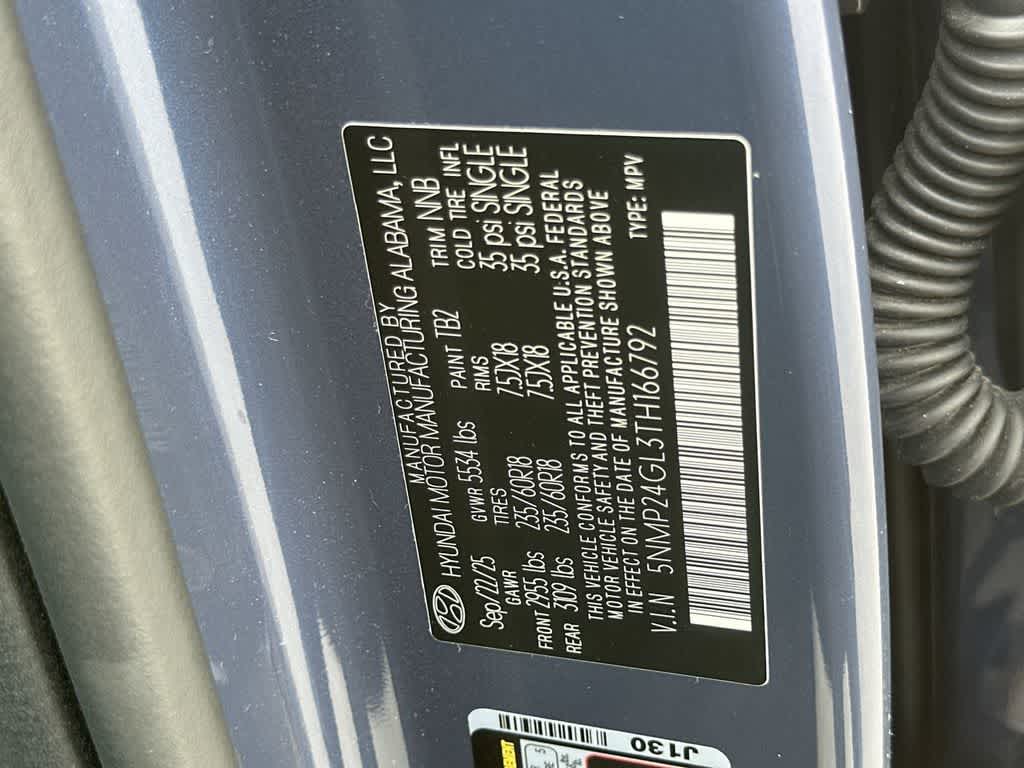 MANUFACTURED BY
HYUNDAI MOTOR MANUFACTURING ALABAMA, LLC
Sep/22/25 GVWR 5534 lbs PAINT TB2 TRIM NNB
GAWR TIRES RIMS COLD TIRE INFL
FRONT 2955 lbs 235/60R18 7.5JX18 35 psi SINGLE
REAR 3109 lbs 235/60R18 7.5JX18 35 psi SINGLE
THIS VEHICLE CONFORMS TO ALL APPLICABLE U.S.A. FEDERAL
MOTOR VEHICLE SAFETY AND THEFT PREVENTION STANDARDS
IN EFFECT ON THE DATE OF MANUFACTURE SHOWN ABOVE
V.I.N 5NMP24GL3TH166792 TYPE: MPV
J130